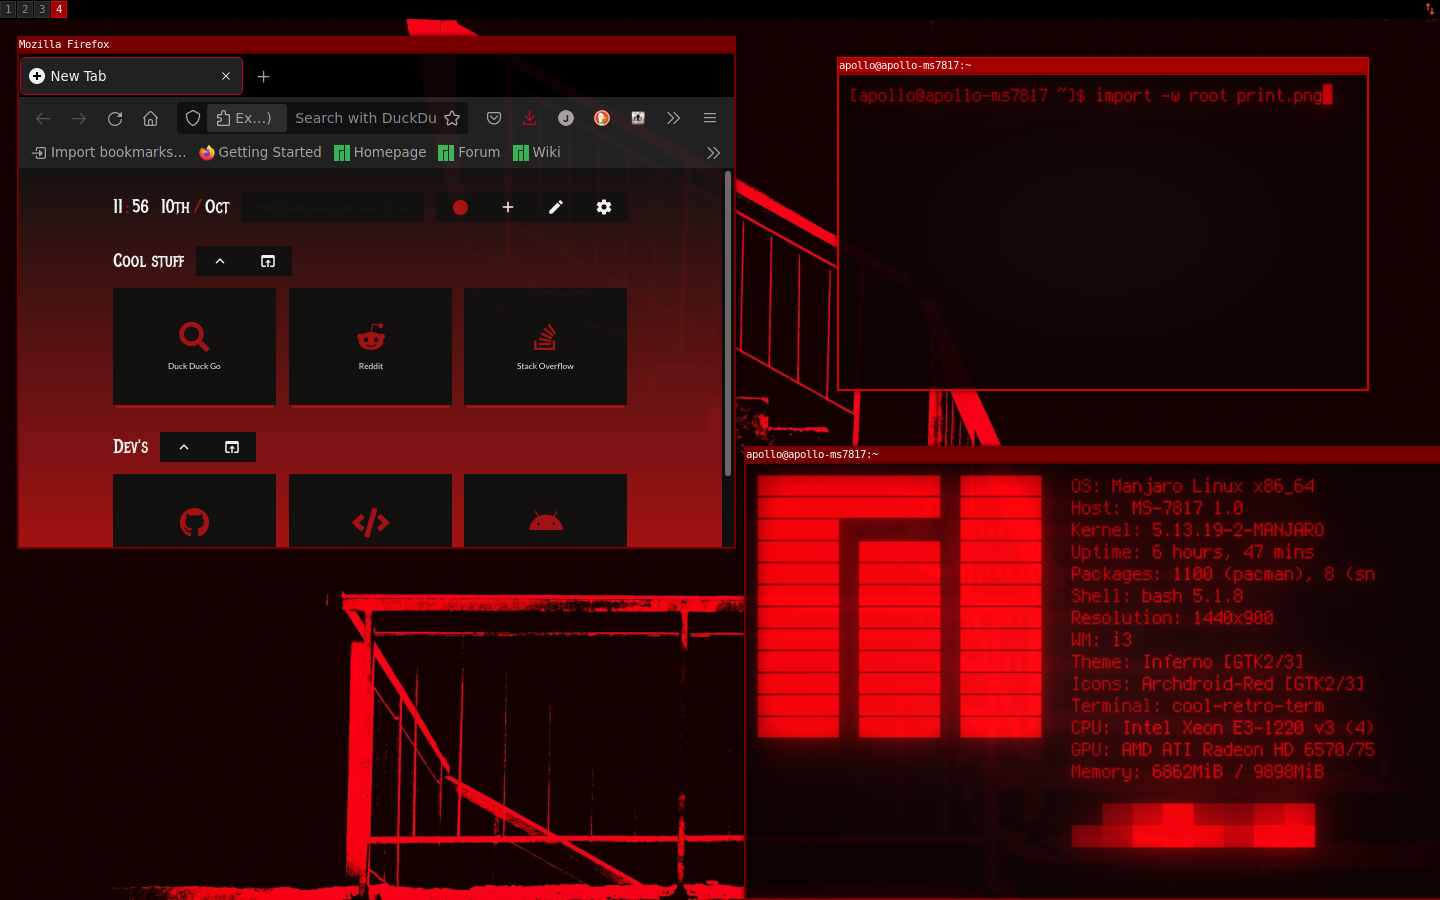 1 2 3 4
Mozilla Firefox
New Tab
Ex...) Search with DuckDu
J
Import bookmarks... Getting Started Homepage Forum Wiki
11:56 10th / Oct
Cool stuff
Duck Duck Go Reddit Stack Overflow
Dev's
apollo@apollo-ms7817:~
[apollo@apollo-ms7817 ~]$ import -w root print.png
apollo@apollo-ms7817:~
OS: Manjaro Linux x86_64
Host: MS-7817 1.0
Kernel: 5.13.19-2-MANJARO
Uptime: 6 hours, 47 mins
Packages: 1100 (pacman), 8 (sn
Shell: bash 5.1.8
Resolution: 1440x900
WM: i3
Theme: Inferno [GTK2/3]
Icons: Archdroid-Red [GTK2/3]
Terminal: cool-retro-term
CPU: Intel Xeon E3-1220 v3 (4)
GPU: AMD ATI Radeon HD 6570/75
Memory: 6862MiB / 9898MiB